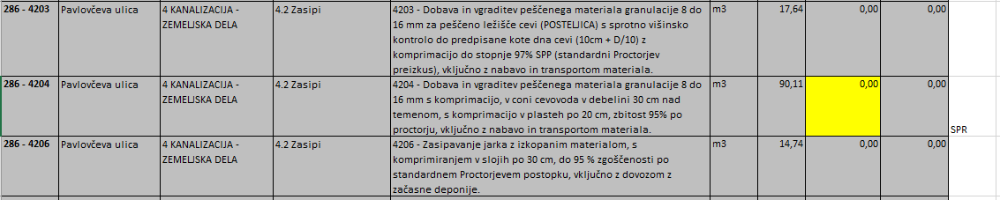 286 - 4203 Pavlovčeva ulica 4 KANALIZACIJA - 4.2 Zasipi 4203 - Dobava in vgraditev peščenega materiala granulacije 8 do m3 17,64 0,00 0,00
ZEMELJSKA DELA 16 mm za peščeno ležišče cevi (POSTELJICA) s sprotno višinsko
kontrolo do predpisane kote dna cevi (10cm + D/10) z
komprimacijo do stopnje 97% SPP (standardni Proctorjev
preizkus), vključno z nabavo in transportom materiala.
286 - 4204 Pavlovčeva ulica 4 KANALIZACIJA - 4.2 Zasipi 4204 - Dobava in vgraditev peščenega materiala granulacije 8 do m3 90,11 0,00 0,00
ZEMELJSKA DELA 16 mm s komprimacijo, v coni cevovoda v debelini 30 cm nad
temenom, s komprimacijo v plasteh po 20 cm, zbitost 95% po
proctorju, vključno z nabavo in transportom materiala. SPR
286 - 4206 Pavlovčeva ulica 4 KANALIZACIJA - 4.2 Zasipi 4206 - Zasipavanje jarka z izkopanim materialom, s m3 14,74 0,00 0,00
ZEMELJSKA DELA komprimiranjem v slojih po 30 cm, do 95 % zgoščenosti po
standardnem Proctorjevem postopku, vključno z dovozom z
začasne deponije.